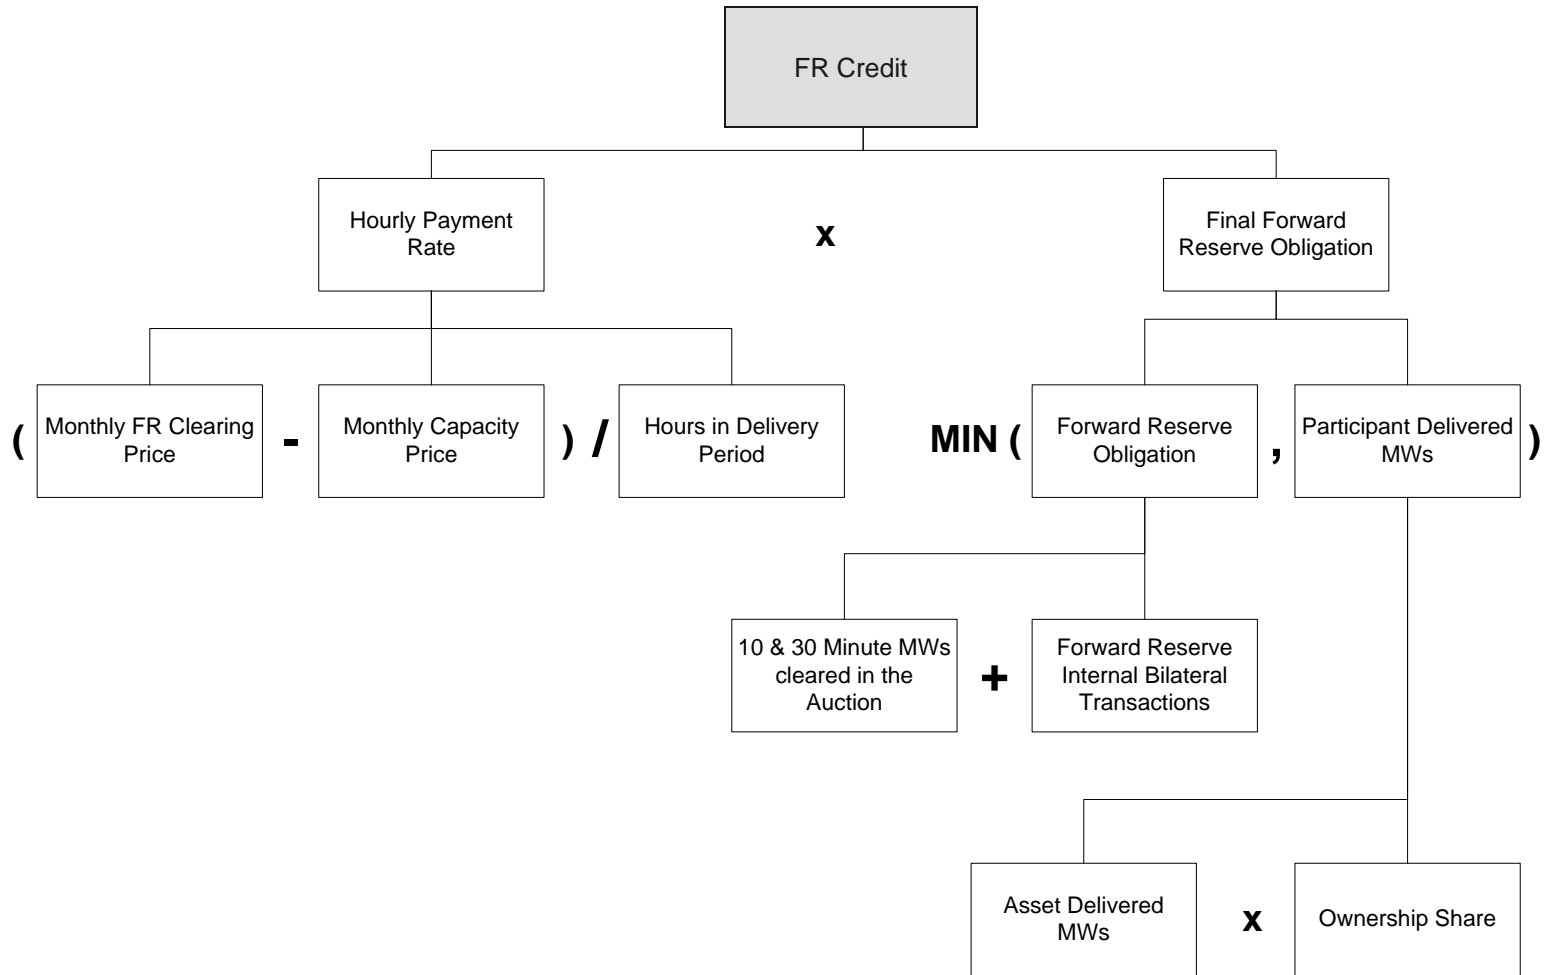 FR Credit
Hourly Payment
Rate
x
Final Forward
Reserve Obligation
(
Monthly FR Clearing
Price
-
Monthly Capacity
Price
) /
Hours in Delivery
Period
MIN (
Forward Reserve
Obligation
,
Participant Delivered
MWs
)
10 & 30 Minute MWs
cleared in the
Auction
+
Forward Reserve
Internal Bilateral
Transactions
Asset Delivered
MWs
x
Ownership Share